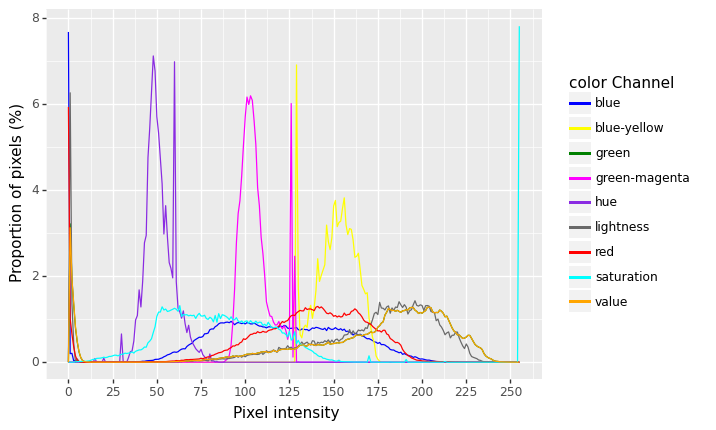 8
6
4
2
0
Proportion of pixels (%)
0 25 50 75 100 125 150 175 200 225 250
Pixel intensity
color Channel
blue
blue-yellow
green
green-magenta
hue
lightness
red
saturation
value